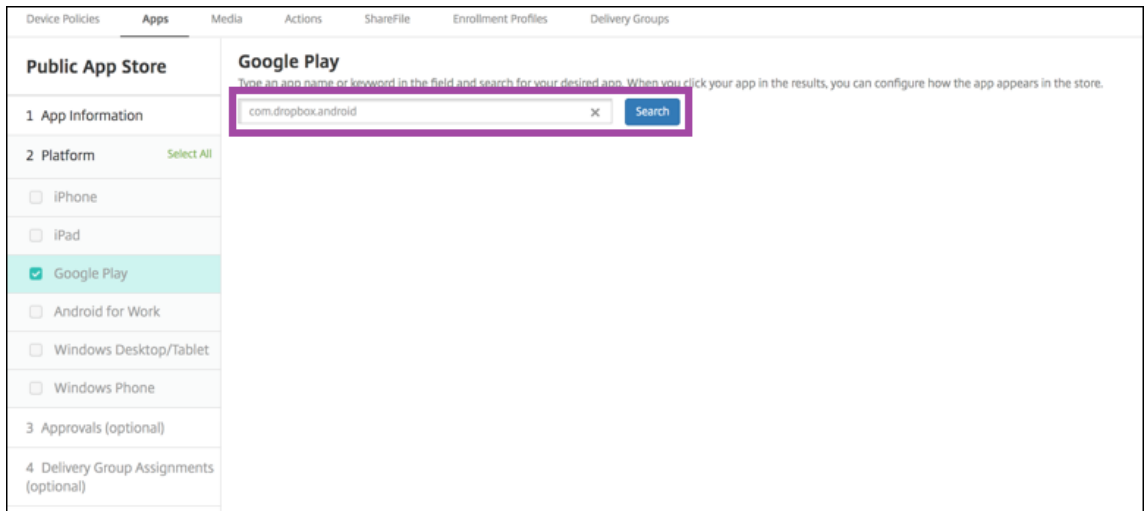 Device Policies Apps Media Actions ShareFile Enrollment Profiles Delivery Groups
Public App Store
1 App Information
2 Platform Select All
iPhone
iPad
Google Play
Android for Work
Windows Desktop/Tablet
Windows Phone
3 Approvals (optional)
4 Delivery Group Assignments
(optional)
Google Play
Type an app name or keyword in the field and search for your desired app. When you click your app in the results, you can configure how the app appears in the store.
com.dropbox.android
Search